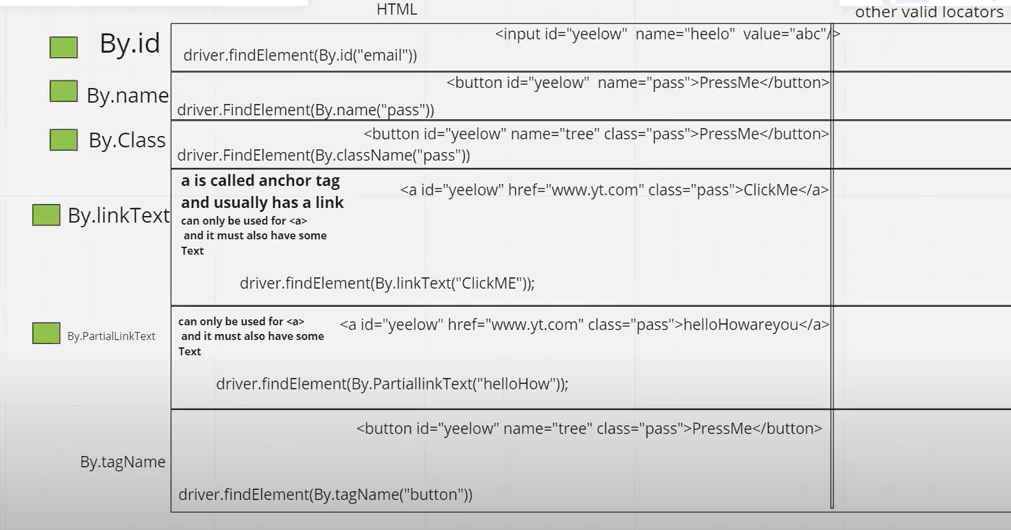 HTML
other valid locators
By.id
<input id="yeelow" name="heelo" value="abc"/>
driver.findElement(By.id("email"))
By.name
<button id="yeelow" name="pass">PressMe</button>
driver.FindElement(By.name("pass"))
By.Class
<button id="yeelow" name="tree" class="pass">PressMe</button>
driver.FindElement(By.className("pass"))
By.linkText
a is called anchor tag
and usually has a link
can only be used for <a>
and it must also have some
Text
<a id="yeelow" href="www.yt.com" class="pass">ClickMe</a>
driver.findElement(By.linkText("ClickME"));
By.PartialLinkText
can only be used for <a>
and it must also have some
Text
<a id="yeelow" href="www.yt.com" class="pass">helloHowareyou</a>
driver.findElement(By.PartiallinkText("helloHow"));
By.tagName
<button id="yeelow" name="tree" class="pass">PressMe</button>
driver.findElement(By.tagName("button"))